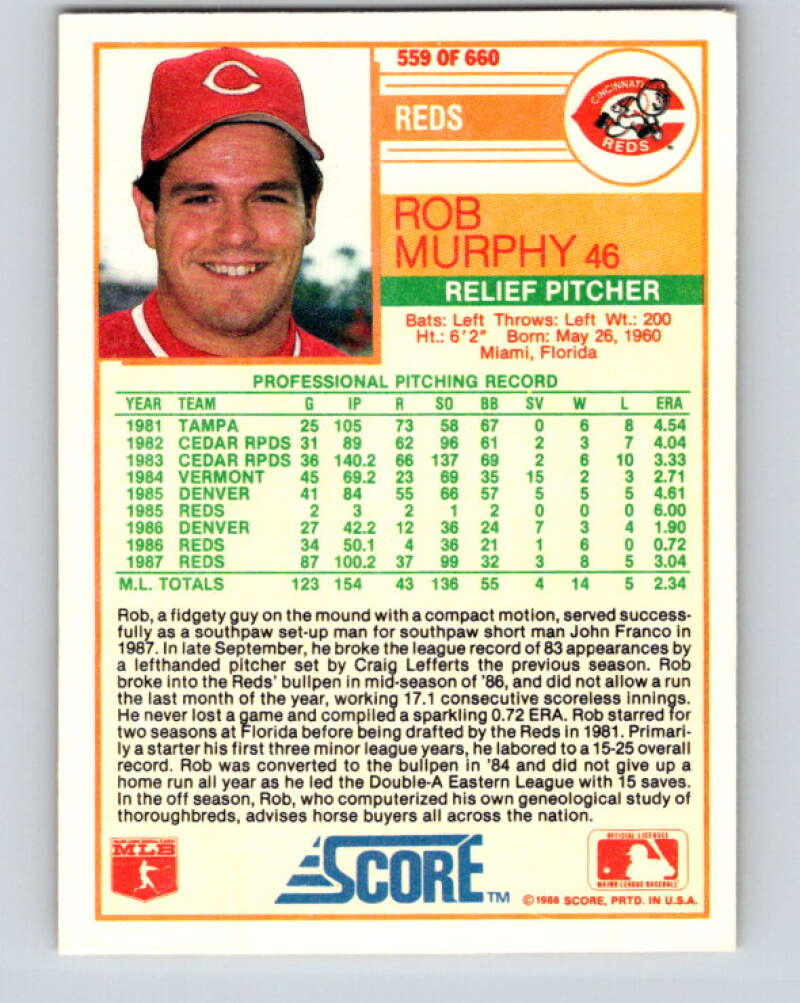 559 OF 660
REDS
CINCINNATI
REDS
C
ROB
MURPHY 46
RELIEF PITCHER
Bats: Left Throws: Left Wt.: 200
Ht.: 6'2" Born: May 26, 1960
Miami, Florida
PROFESSIONAL PITCHING RECORD
YEAR TEAM G IP R SO BB SV W L ERA
1981 TAMPA 25 105 73 58 67 0 6 8 4.54
1982 CEDAR RPDS 31 89 62 96 61 2 3 7 4.04
1983 CEDAR RPDS 36 140.2 66 137 69 2 6 10 3.33
1984 VERMONT 45 69.2 23 69 35 15 2 3 2.71
1985 DENVER 41 84 55 66 57 5 5 5 4.61
1985 REDS 2 3 2 1 2 0 0 0 6.00
1986 DENVER 27 42.2 12 36 24 7 3 4 1.90
1986 REDS 34 50.1 4 36 21 1 6 0 0.72
1987 REDS 87 100.2 37 99 32 3 8 5 3.04
M.L. TOTALS 123 154 43 136 55 4 14 5 2.34
Rob, a fidgety guy on the mound with a compact motion, served success-
fully as a southpaw set-up man for southpaw short man John Franco in
1987. In late September, he broke the league record of 83 appearances by
a lefthanded pitcher set by Craig Lefferts the previous season. Rob
broke into the Reds' bullpen in mid-season of '86, and did not allow a run
the last month of the year, working 17.1 consecutive scoreless innings.
He never lost a game and compiled a sparkling 0.72 ERA. Rob starred for
two seasons at Florida before being drafted by the Reds in 1981. Primari-
ly a starter his first three minor league years, he labored to a 15-25 overall
record. Rob was converted to the bullpen in '84 and did not give up a
home run all year as he led the Double-A Eastern League with 15 saves.
In the off season, Rob, who computerized his own geneological study of
thoroughbreds, advises horse buyers all across the nation.
MLB
SCORE™
OFFICIAL LICENSEE
MAJOR LEAGUE BASEBALL
©1988 SCORE, PRTD. IN U.S.A.